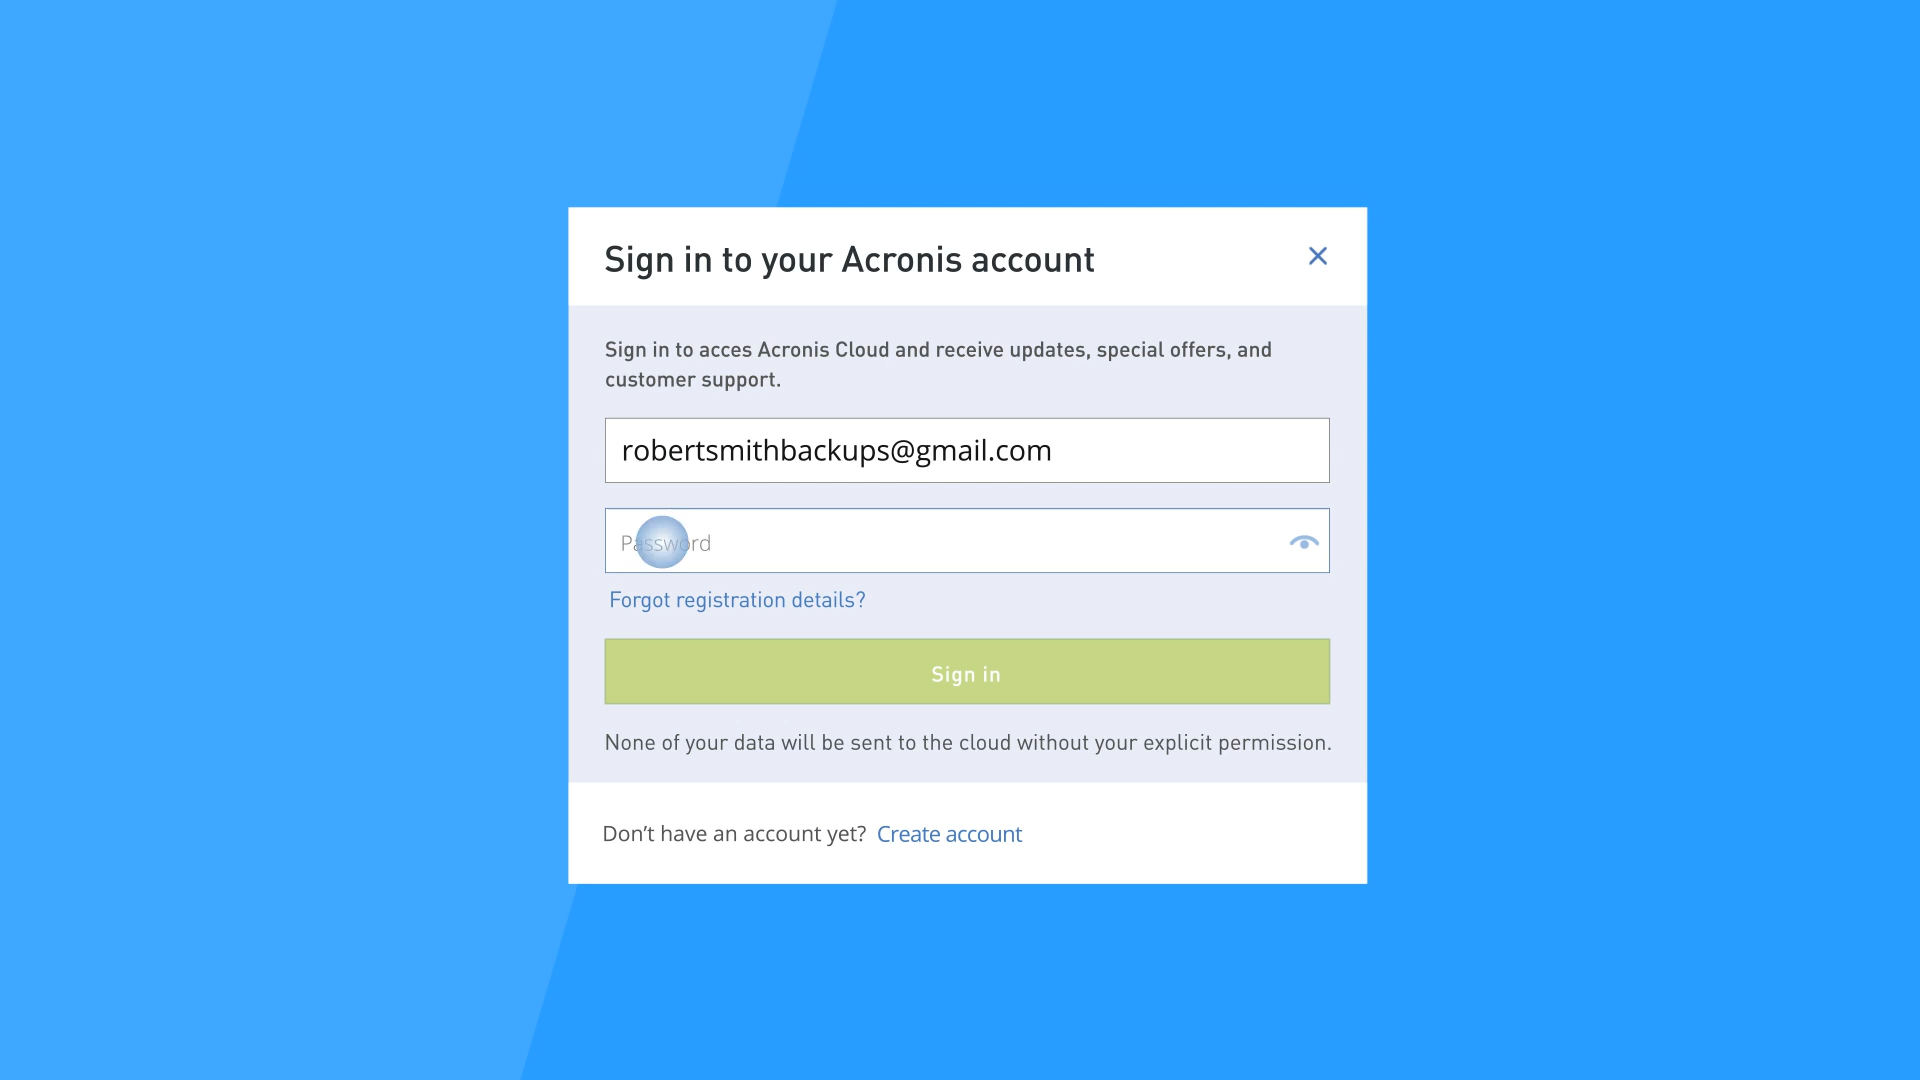 Sign in to your Acronis account
Sign in to acces Acronis Cloud and receive updates, special offers, and
customer support.
robertsmithbackups@gmail.com
Password
Forgot registration details?
Sign in
None of your data will be sent to the cloud without your explicit permission.
Don’t have an account yet? Create account